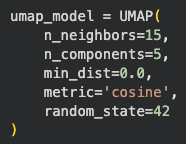 umap_model = UMAP(
    n_neighbors=15,
    n_components=5,
    min_dist=0.0,
    metric='cosine',
    random_state=42
)